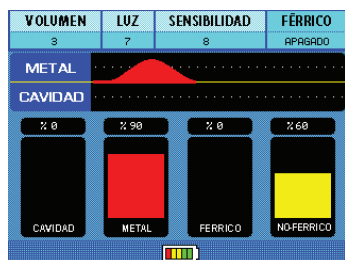 VOLUMEN LUZ SENSIBILIDAD FÉRRICO
3 7 8 APAGADO
METAL
CAVIDAD
% 0 % 90 % 0 %60
CAVIDAD METAL FERRICO NO-FERRICO